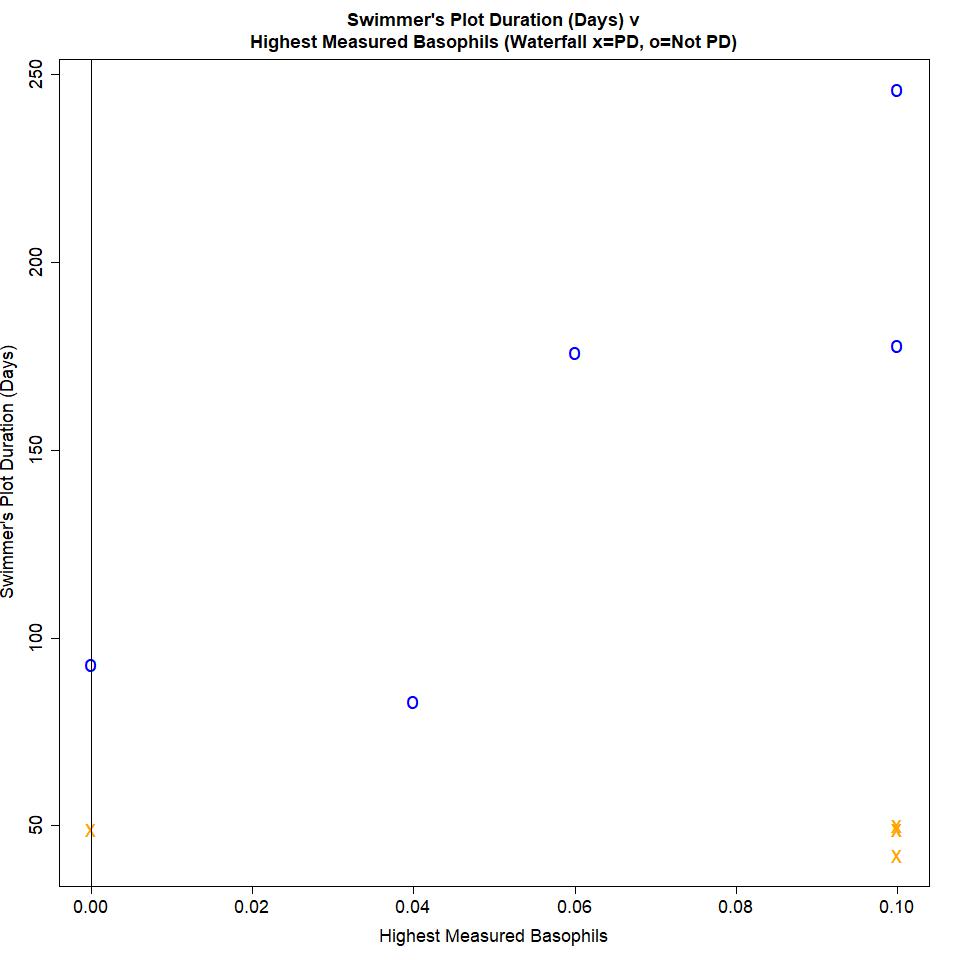 Swimmer's Plot Duration (Days) v
Highest Measured Basophils (Waterfall x=PD, o=Not PD)
Swimmer's Plot Duration (Days)
250
200
150
100
50
O
O
O
O
O
X
X
X
X
0.00 0.02 0.04 0.06 0.08 0.10
Highest Measured Basophils